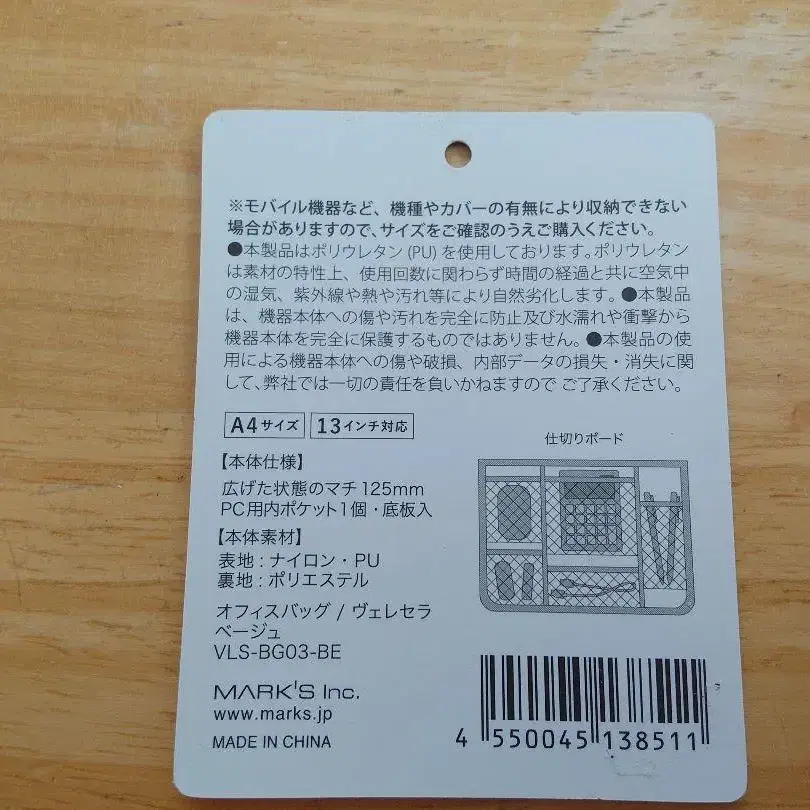 ※モバイル機器など、機種やカバーの有無により収納できない
場合がありますので、サイズをご確認のうえご購入ください。
●本製品はポリウレタン(PU)を使用しております。ポリウレタン
は素材の特性上、使用回数に関わらず時間の経過と共に空気中
の湿気、紫外線や熱や汚れ等により自然劣化します。●本製品
は、機器本体への傷や汚れを完全に防止及び水濡れや衝撃から
機器本体を完全に保護するものではありません。●本製品の使
用による機器本体への傷や破損、内部データの損失・消失に関
して、弊社では一切の責任を負いかねますので ご了承ください。
A4サイズ 13インチ対応
仕切りボード
【本体仕様】
広げた状態のマチ125mm
PC用内ポケット1個・底板入
【本体素材】
表地:ナイロン・PU
裏地:ポリエステル
オフィスバッグ / ヴェレセラ
ベージュ
VLS-BG03-BE
MARK'S Inc.
www.marks.jp
MADE IN CHINA
4 550045 138511